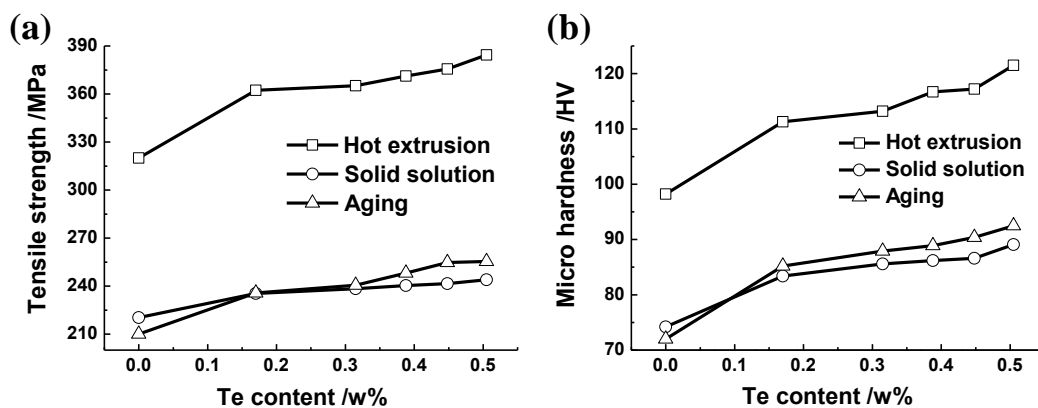 (a)
Tensile strength /MPa
390
360
330
300
270
240
210
Hot extrusion
Solid solution
Aging
0.0 0.1 0.2 0.3 0.4 0.5
Te content /w%
(b)
Micro hardness /HV
120
110
100
90
80
70
Hot extrusion
Solid solution
Aging
0.0 0.1 0.2 0.3 0.4 0.5
Te content /w%